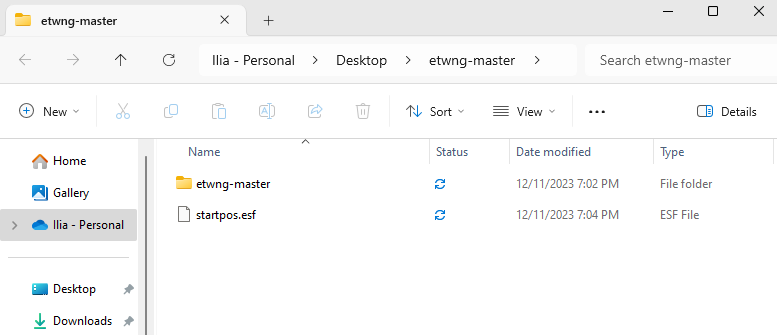 etwng-master
Ilia - Personal > Desktop > etwng-master >
Search etwng-master
New
Sort
View
Details
Name
Status
Date modified
Type
Home
Gallery
Ilia - Personal
Desktop
Downloads
etwng-master 12/11/2023 7:02 PM File folder
startpos.esf 12/11/2023 7:04 PM ESF File